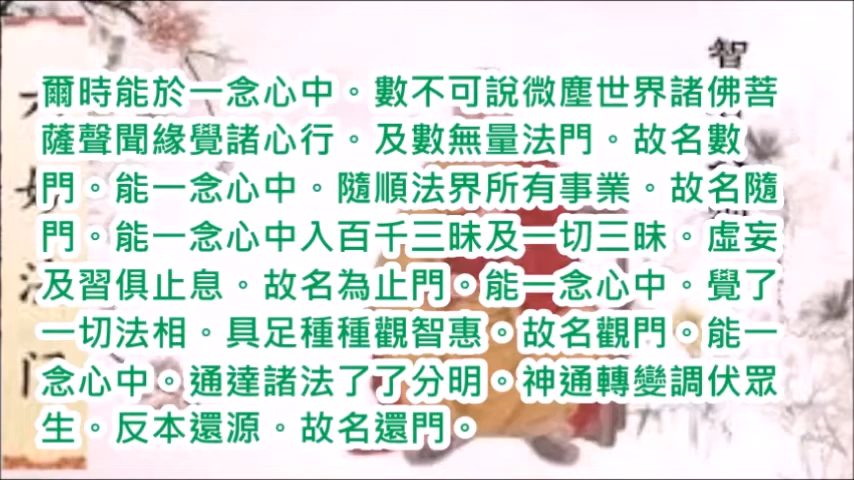 爾時能於一念心中。數不可說微塵世界諸佛菩
薩聲聞緣覺諸心行。及數無量法門。故名數
門。能一念心中。隨順法界所有事業。故名隨
門。能一念心中入百千三昧及一切三昧。虛妄
及習俱止息。故名為止門。能一念心中。覺了
一切法相。具足種種觀智惠。故名觀門。能一
念心中。通達諸法了了分明。神通轉變調伏眾
生。反本還源。故名還門。